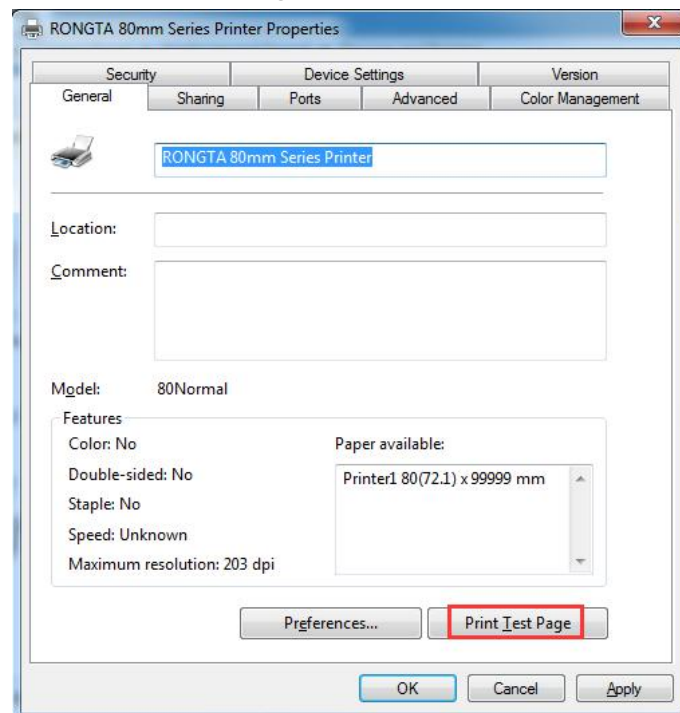 RONGTA 80mm Series Printer Properties
Security Device Settings Version
General Sharing Ports Advanced Color Management
RONGTA 80mm Series Printer
Location:
Comment:
Model: 80Normal
Features
Color: No Paper available:
Double-sided: No Printer1 80(72.1) x 99999 mm
Staple: No
Speed: Unknown
Maximum resolution: 203 dpi
Preferences... Print Test Page
OK Cancel Apply